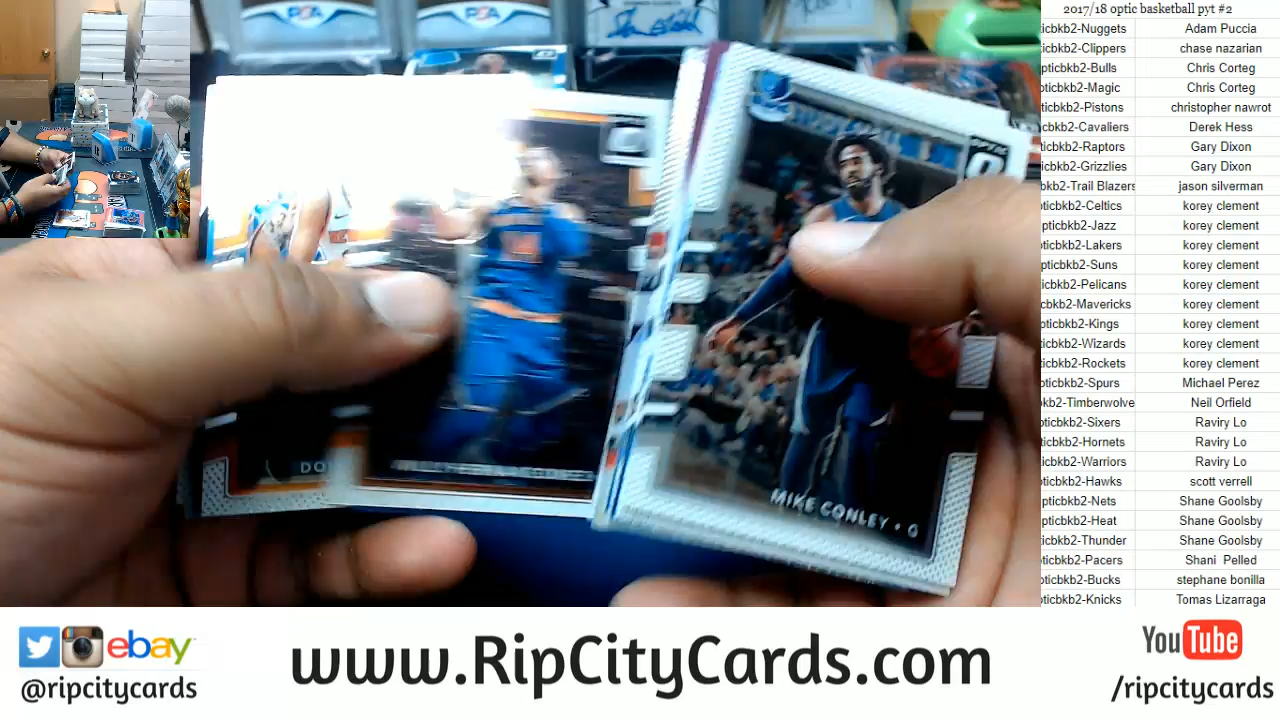 2017/18 optic basketball pyt #2
ticbkb2-Nuggets Adam Puccia
ticbkb2-Clippers chase nazarian
pticbkb2-Bulls Chris Corteg
pticbkb2-Magic Chris Corteg
pticbkb2-Pistons christopher nawrot
cbkb2-Cavaliers Derek Hess
ticbkb2-Raptors Gary Dixon
ticbkb2-Grizzlies Gary Dixon
bkb2-Trail Blazers jason silverman
pticbkb2-Celtics korey clement
pticbkb2-Jazz korey clement
pticbkb2-Lakers korey clement
pticbkb2-Suns korey clement
ticbkb2-Pelicans korey clement
icbkb2-Mavericks korey clement
pticbkb2-Kings korey clement
ticbkb2-Wizards korey clement
ticbkb2-Rockets korey clement
pticbkb2-Spurs Michael Perez
kb2-Timberwolve Neil Orfield
pticbkb2-Sixers Raviry Lo
ticbkb2-Hornets Raviry Lo
ticbkb2-Warriors Raviry Lo
pticbkb2-Hawks scott verrell
pticbkb2-Nets Shane Goolsby
pticbkb2-Heat Shane Goolsby
ticbkb2-Thunder Shane Goolsby
ticbkb2-Pacers Shani Pelled
pticbkb2-Bucks stephane bonilla
pticbkb2-Knicks Tomas Lizarraga
PSA
PSA
MIKE CONLEY • G
DO
ebay
@ripcitycards
www.RipCityCards.com
YouTube
/ripcitycards